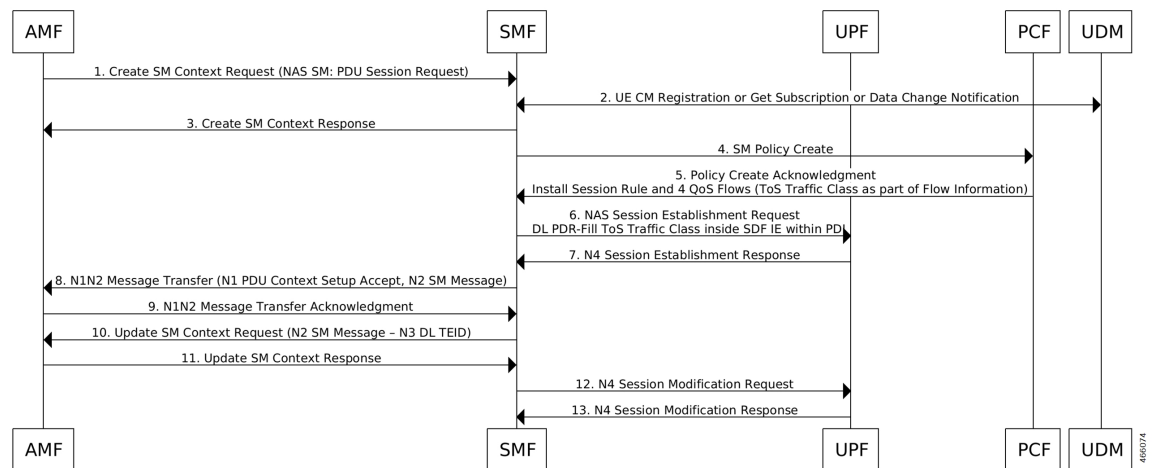 AMF SMF UPF PCF UDM
1. Create SM Context Request (NAS SM: PDU Session Request)
2. UE CM Registration or Get Subscription or Data Change Notification
3. Create SM Context Response
4. SM Policy Create
5. Policy Create Acknowledgment
Install Session Rule and 4 QoS Flows (ToS Traffic Class as part of Flow Information)
6. NAS Session Establishment Request
DL PDR-Fill ToS Traffic Class inside SDF IE within PDI
7. N4 Session Establishment Response
8. N1N2 Message Transfer (N1 PDU Context Setup Accept, N2 SM Message)
9. N1N2 Message Transfer Acknowledgment
10. Update SM Context Request (N2 SM Message – N3 DL TEID)
11. Update SM Context Response
12. N4 Session Modification Request
13. N4 Session Modification Response
AMF SMF UPF PCF UDM
466074